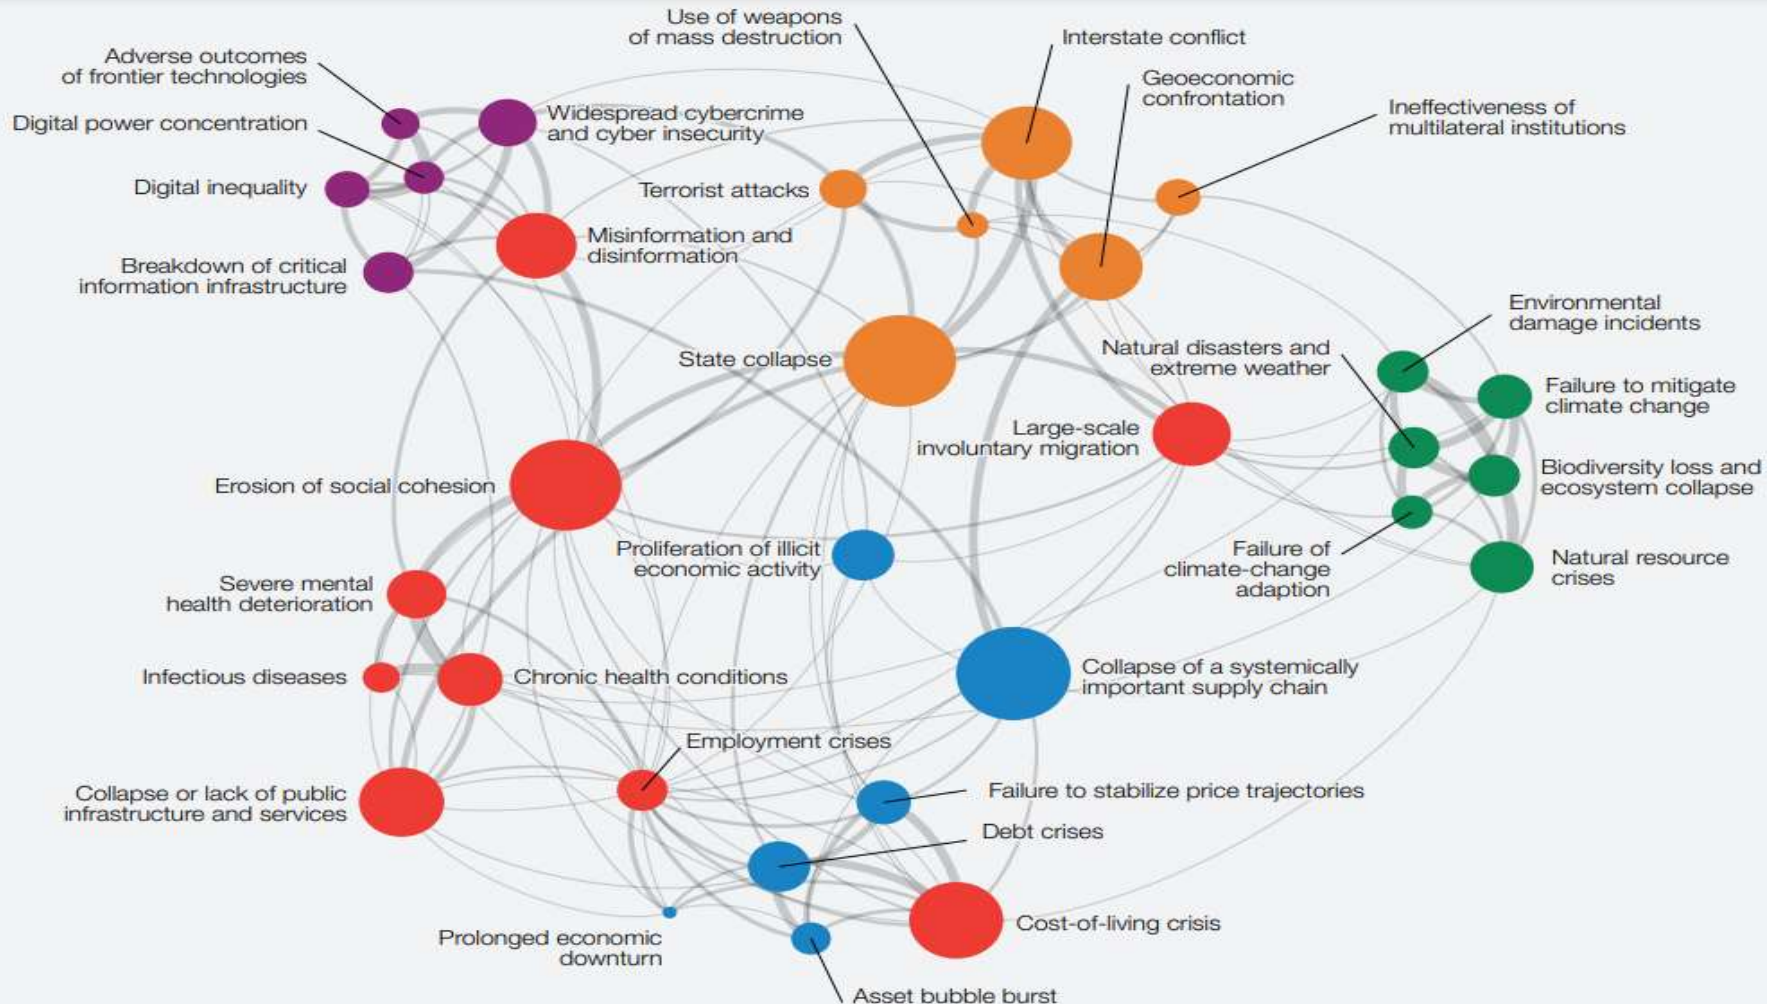 Use of weapons
of mass destruction
Interstate conflict
Adverse outcomes
of frontier technologies
Geoeconomic
confrontation
Ineffectiveness of
multilateral institutions
Digital power concentration
Widespread cybercrime
and cyber insecurity
Digital inequality
Terrorist attacks
Misinformation and
disinformation
Breakdown of critical
information infrastructure
Environmental
damage incidents
State collapse
Natural disasters and
extreme weather
Failure to mitigate
climate change
Large-scale
involuntary migration
Biodiversity loss and
ecosystem collapse
Erosion of social cohesion
Proliferation of illicit
economic activity
Failure of
climate-change
adaption
Natural resource
crises
Severe mental
health deterioration
Infectious diseases
Chronic health conditions
Collapse of a systemically
important supply chain
Employment crises
Collapse or lack of public
infrastructure and services
Failure to stabilize price trajectories
Debt crises
Cost-of-living crisis
Prolonged economic
downturn
Asset bubble burst